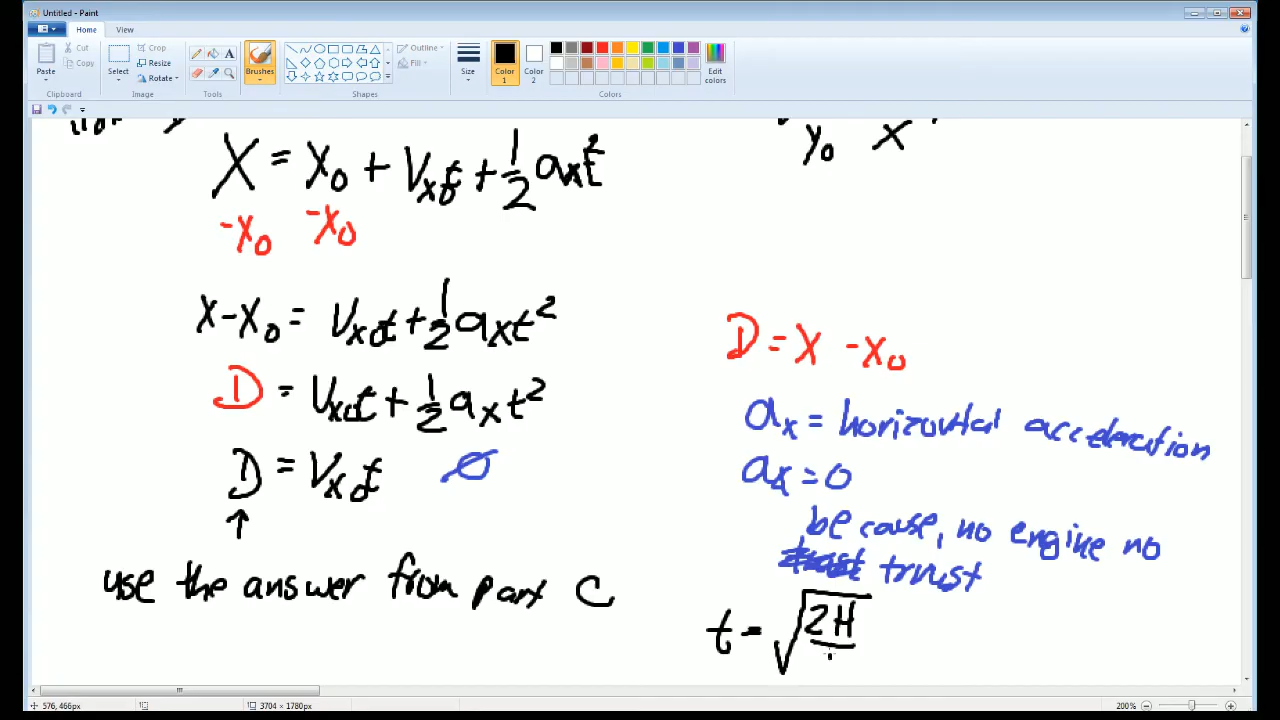 Untitled - Paint
Home View
Paste
Cut
Copy
Clipboard
Select
Crop
Resize
Rotate
Image
Tools
Brushes
Shapes
Outline
Fill
Size
Color 1
Color 2
Edit colors
Colors
y₀ x
X = x₀ + Vx₀t + 1/2 axt²
-x₀ -x₀
x-x₀ = Vx₀t + 1/2 axt²
D = Vx₀t + 1/2 axt²
D = Vx₀t 0
↑
use the answer from part C
D = X -x₀
ax = horizontal acceleration
ax = 0
because, no engine no
trust
t = √2H
576, 466px
3704 × 1780px
200%